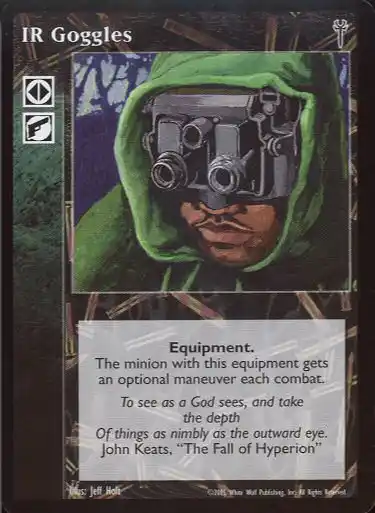 IR Goggles
Equipment.
The minion with this equipment gets
an optional maneuver each combat.
To see as a God sees, and take
the depth
Of things as nimbly as the outward eye.
John Keats, “The Fall of Hyperion”
Illus: Jeff Holt
©2005 White Wolf Publishing, Inc. All Rights Reserved.